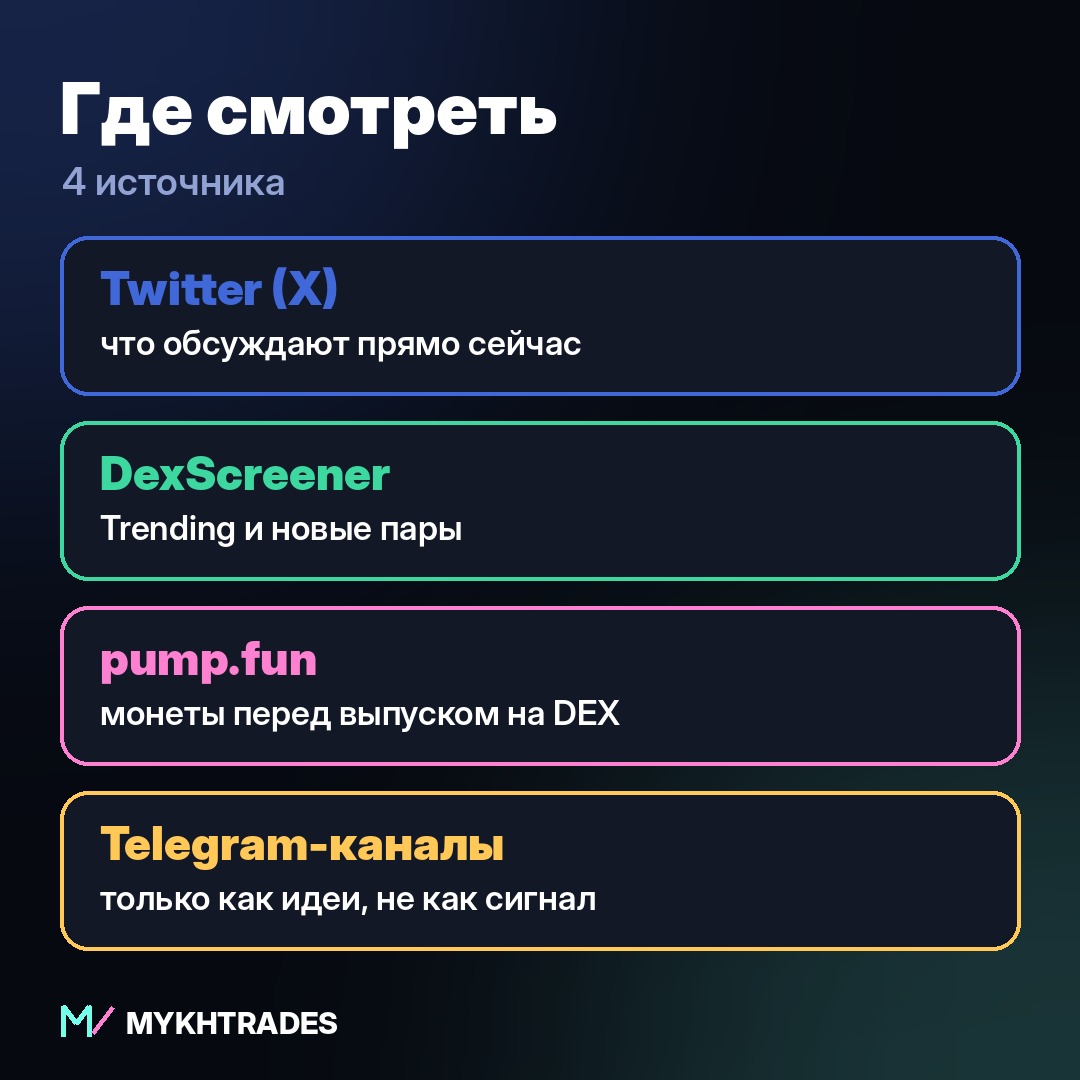 Где смотреть
4 источника
Twitter (X)
что обсуждают прямо сейчас
DexScreener
Trending и новые пары
pump.fun
монеты перед выпуском на DEX
Telegram-каналы
только как идеи, не как сигнал
MYKHTRADES